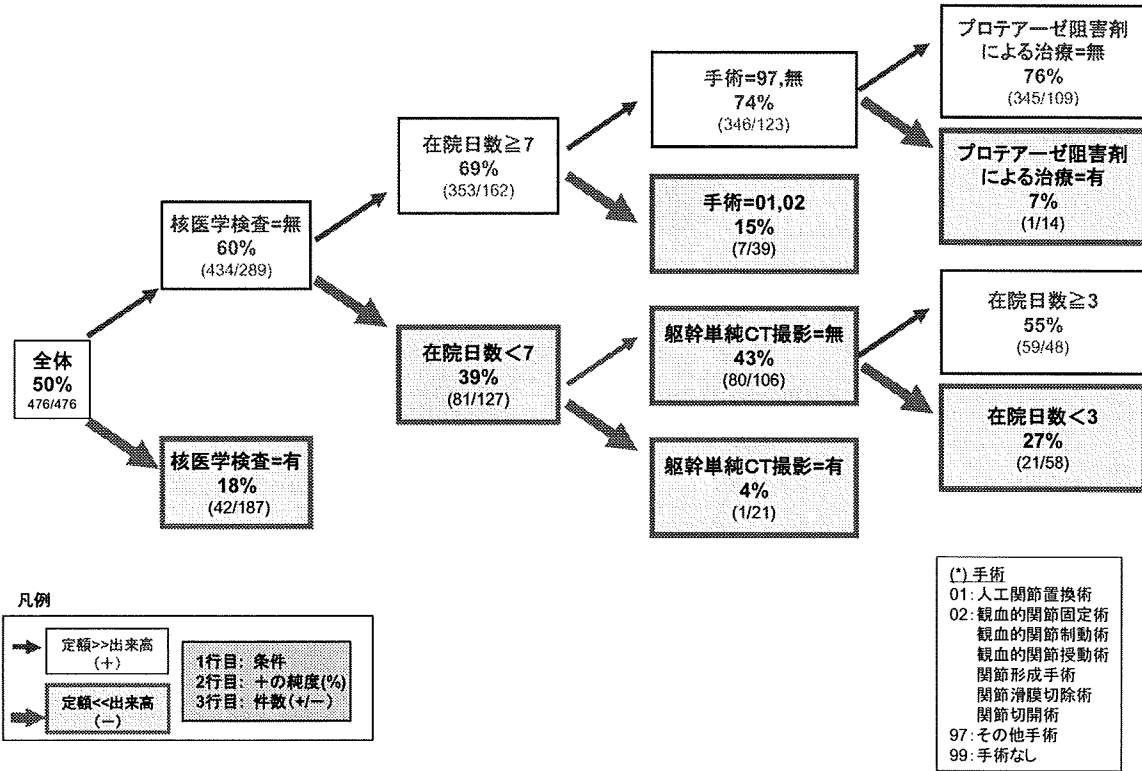 全体
50%
476/476
核医学検査=無
60%
(434/289)
核医学検査=有
18%
(42/187)
在院日数≧7
69%
(353/162)
在院日数<7
39%
(81/127)
手術=97,無
74%
(346/123)
手術=01,02
15%
(7/39)
躯幹単純CT撮影=無
43%
(80/106)
躯幹単純CT撮影=有
4%
(1/21)
プロテアーゼ阻害剤
による治療=無
76%
(345/109)
プロテアーゼ阻害剤
による治療=有
7%
(1/14)
在院日数≧3
55%
(59/48)
在院日数<3
27%
(21/58)
凡例
定額>>出来高
(+)
定額<<出来高
(−)
1行目: 条件
2行目: +の純度(%)
3行目: 件数(+/−)
(*) 手術
01:人工関節置換術
02:観血的関節固定術
観血的関節制動術
観血的関節授動術
関節形成手術
関節滑膜切除術
関節切開術
97:その他手術
99:手術なし